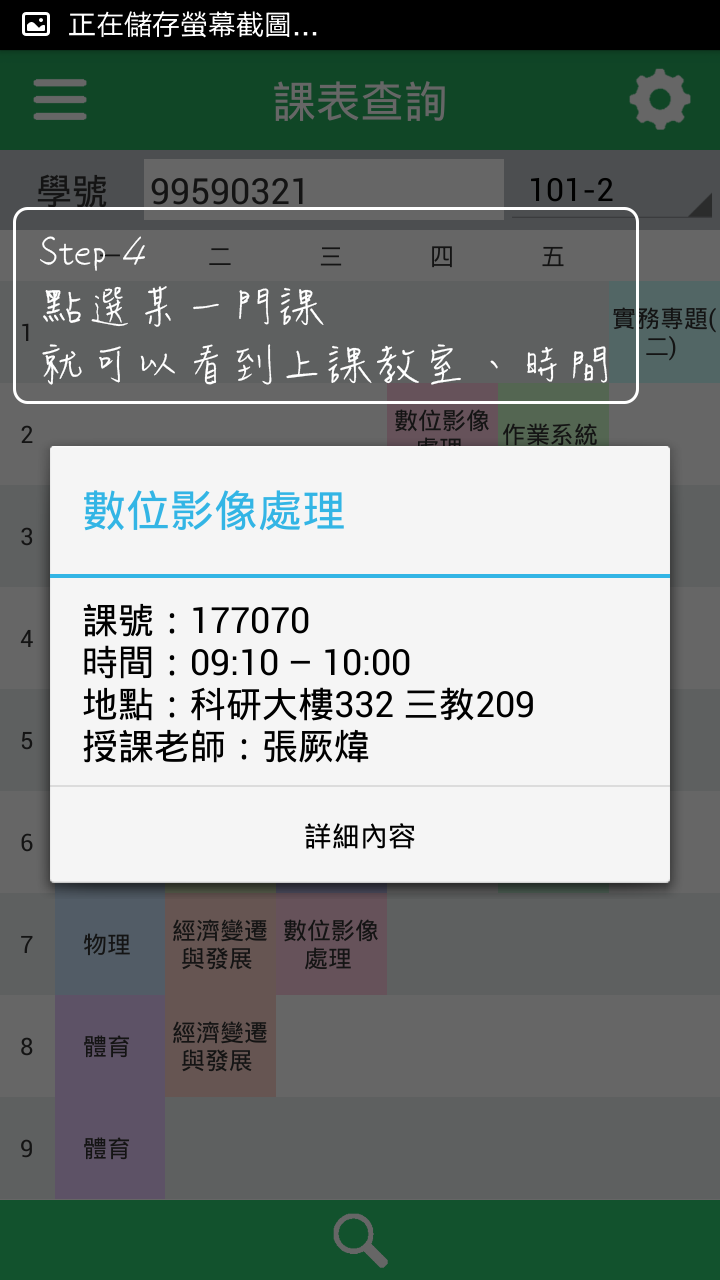 正在儲存螢幕截圖...
課表查詢
學號 99590321 101-2
Step 4
一 二 三 四 五
點選某一門課
1 實務專題(二)
就可以看到上課教室、時間
2 數位影像處理 作業系統
數位影像處理
3
課號：177070
時間：09:10 – 10:00
4
地點：科研大樓332 三教209
5
授課老師：張厥煒
6 詳細內容
7 物理 經濟變遷與發展 數位影像處理
8 體育 經濟變遷與發展
9 體育